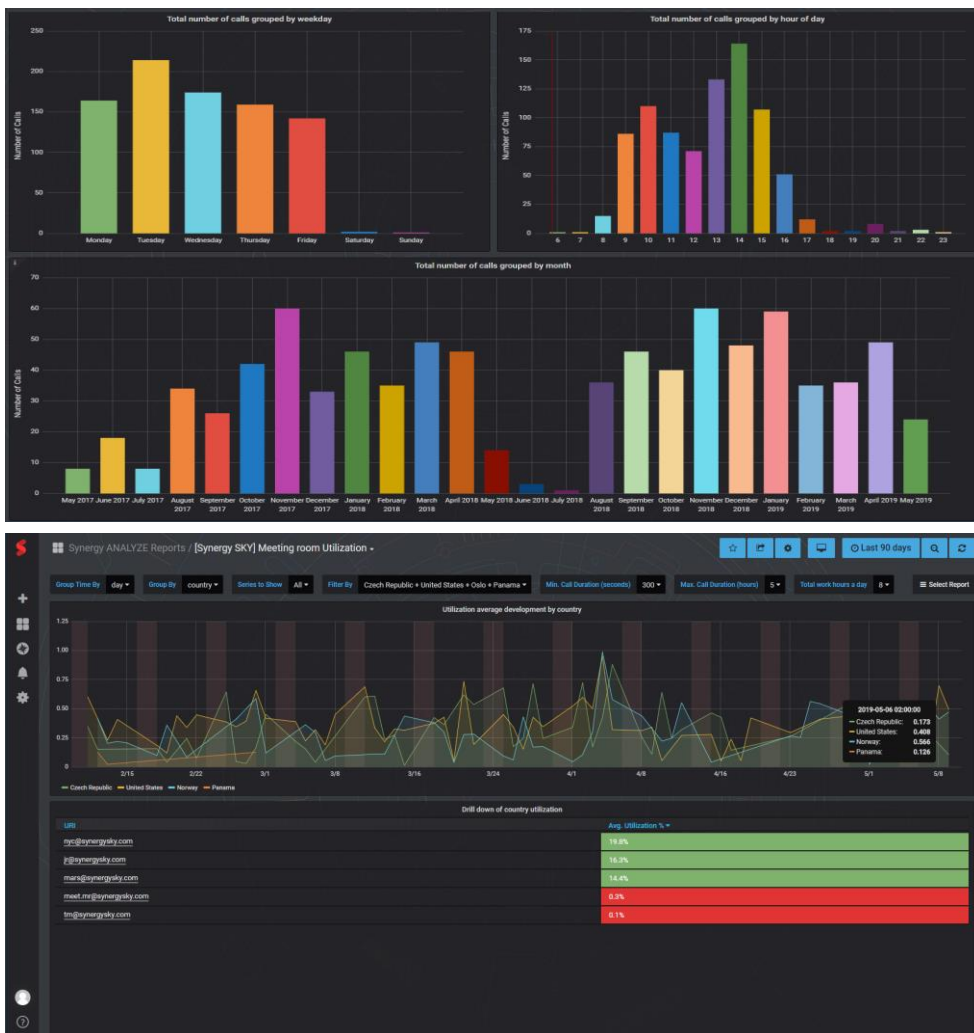 Total number of calls grouped by weekday
250
200
150
100
50
0
Number of Calls
Monday Tuesday Wednesday Thursday Friday Saturday Sunday
Total number of calls grouped by hour of day
175
150
125
100
75
50
25
0
Number of Calls
6 7 8 9 10 11 12 13 14 15 16 17 18 19 20 21 22 23
Total number of calls grouped by month
70
60
50
40
30
20
10
0
Number of Calls
May 2017 June 2017 July 2017 August 2017 September 2017 October 2017 November 2017 December 2017 January 2018 February 2018 March 2018 April 2018 May 2018 June 2018 July 2018 August 2018 September 2018 October 2018 November 2018 December 2018 January 2019 February 2019 March 2019 April 2019 May 2019
Synergy ANALYZE Reports / [Synergy SKY] Meeting room Utilization
Last 90 days
Group Time By day Group By country Series to Show All Filter By Czech Republic + United States + Oslo + Panama Min. Call Duration (seconds) 300 Max. Call Duration (hours) 5 Total work hours a day 8 Select Report
Utilization average development by country
1.25
1.00
0.75
0.50
0.25
0
2/15 2/22 3/1 3/8 3/16 3/24 4/1 4/8 4/16 4/23 5/1 5/8
2019-05-06 02:00:00
Czech Republic: 0.173
United States: 0.408
Norway: 0.566
Panama: 0.126
Czech Republic United States Norway Panama
Drill down of country utilization
URI Avg. Utilization %
nyc@synergysky.com 19.8%
jr@synergysky.com 16.3%
mars@synergysky.com 14.4%
meet.mr@synergysky.com 0.3%
tm@synergysky.com 0.1%